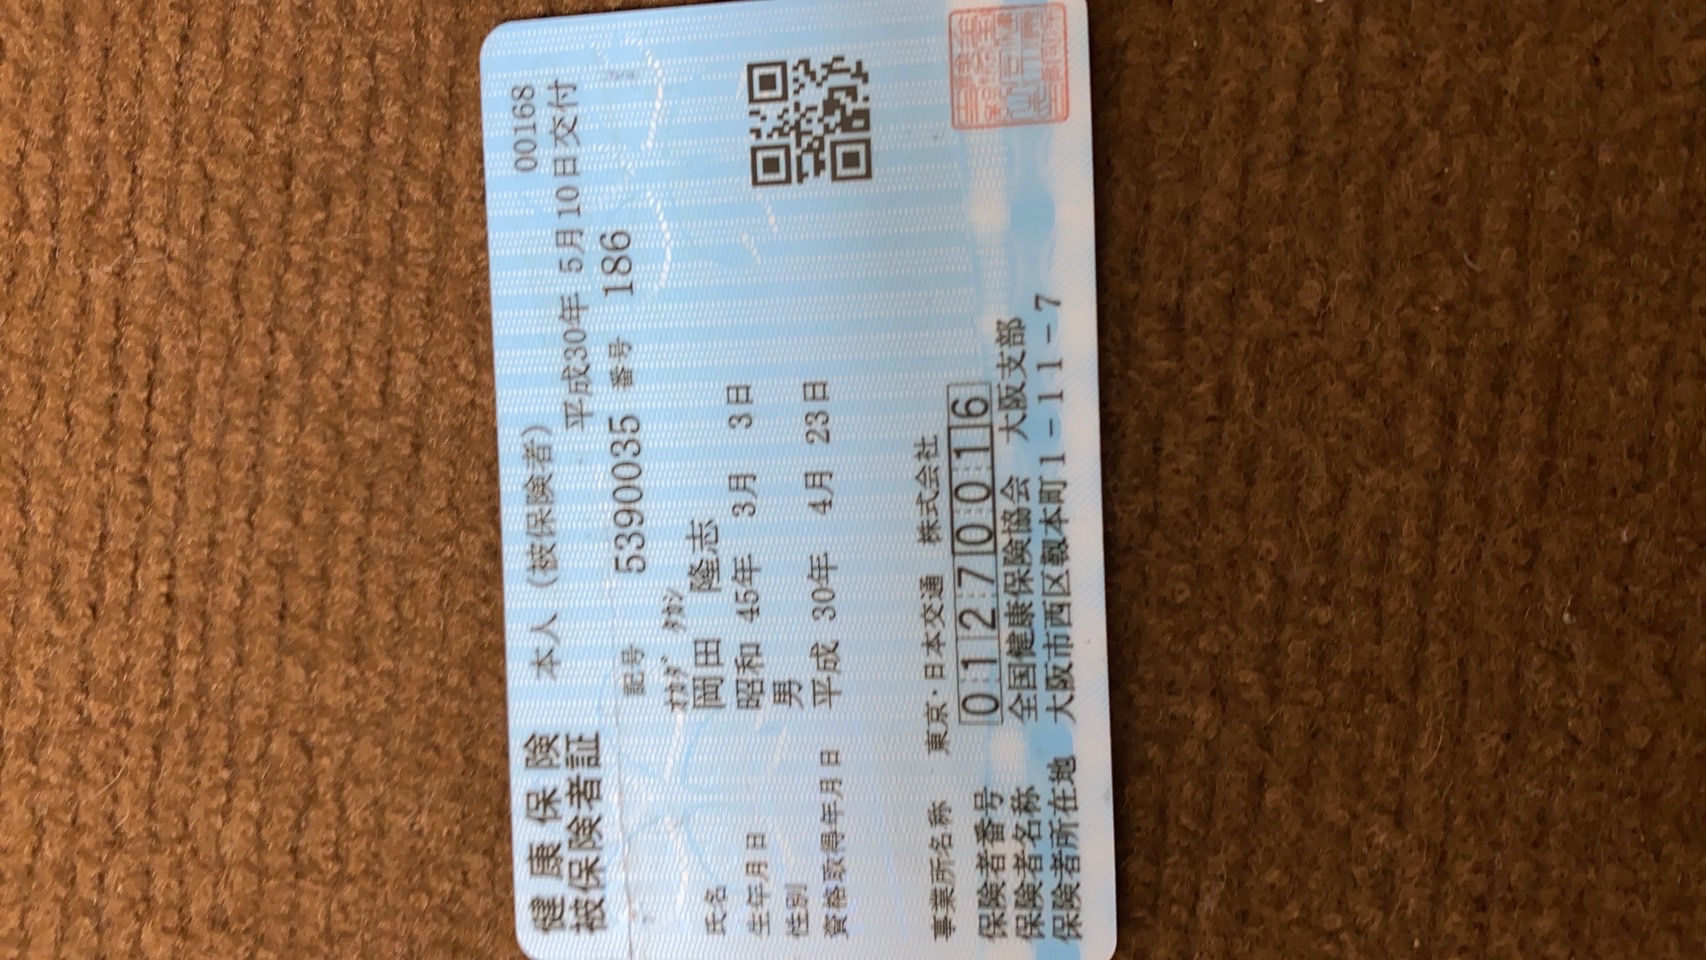 健康保険 本人（被保険者） 00168
被保険者証 平成30年 5月10日交付
記号 53900035 番号 186
ｵｶﾀﾞ ﾀｶｼ
氏名 岡田 隆志
生年月日 昭和 45年 3月 3日
性別 男
資格取得年月日 平成 30年 4月 23日
事業所名称 東京・日本交通 株式会社
保険者番号 01270016
保険者名称 全国健康保険協会 大阪支部
保険者所在地 大阪市西区靱本町1-11-7